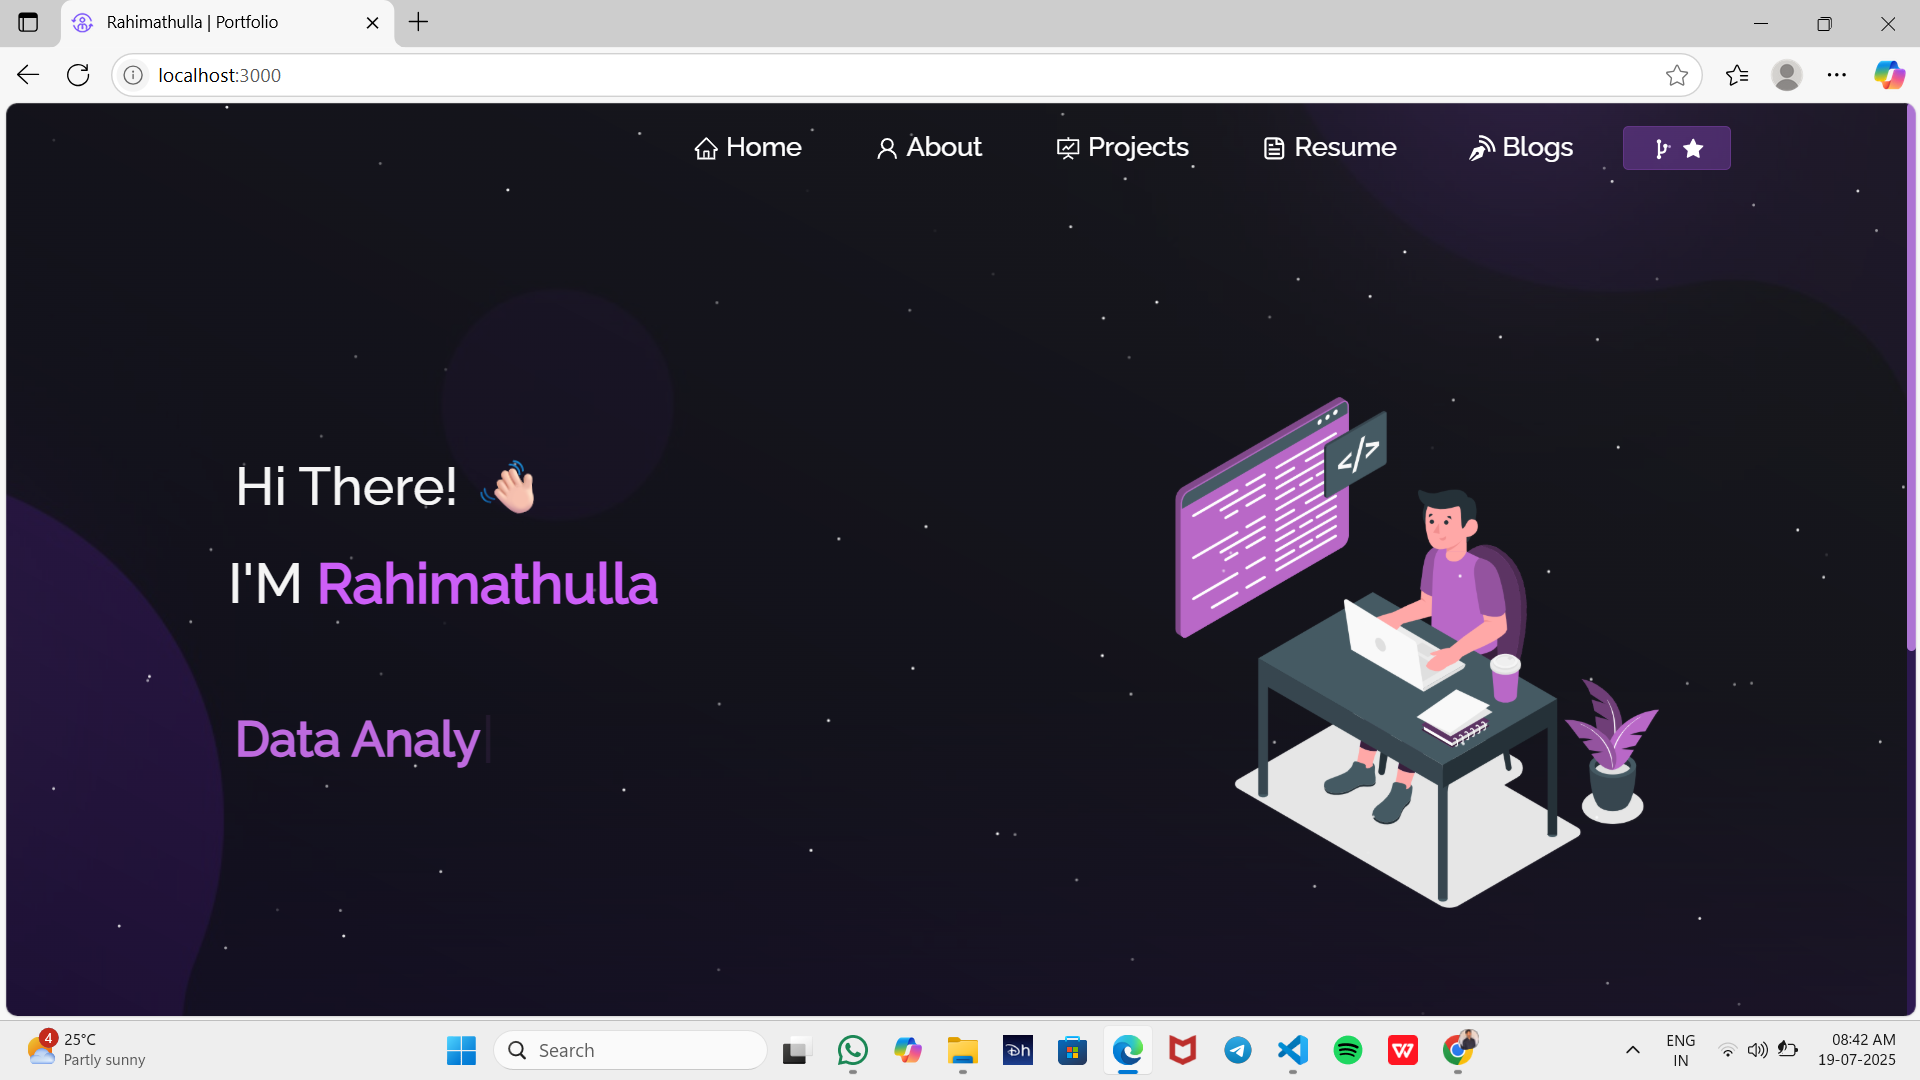 Rahimathulla | Portfolio
localhost:3000
Home About Projects Resume Blogs
</>
Hi There!
I'M Rahimathulla
Data Analy
4 25°C
Partly sunny
Search
Dh
W
ENG
IN
08:42 AM
19-07-2025